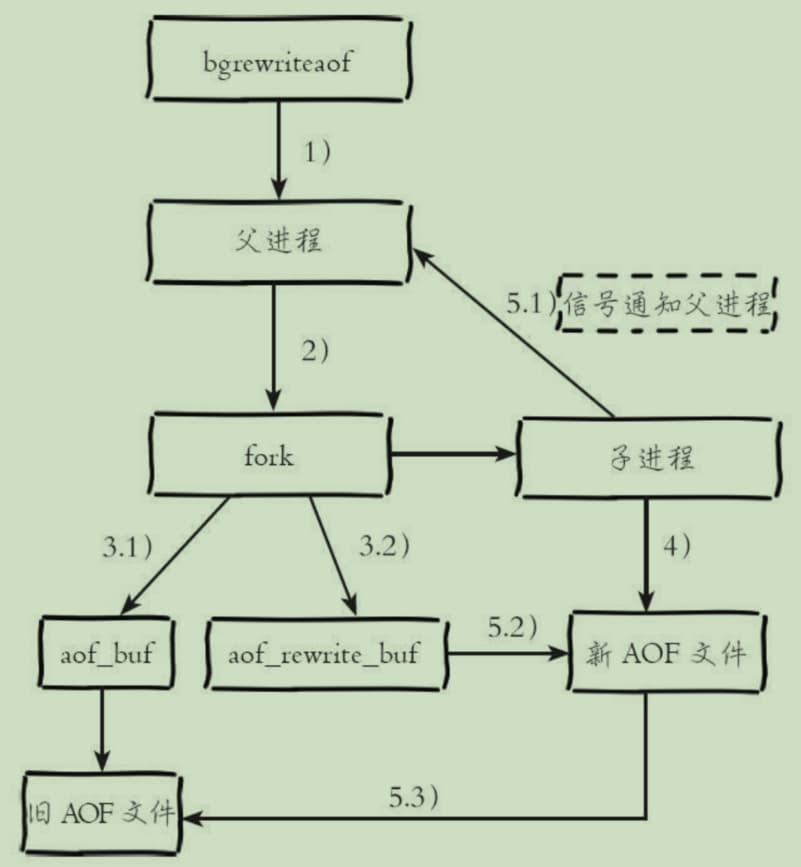 bgrewriteaof
1)
父进程
5.1)信号通知父进程
2)
fork
子进程
3.1)
3.2)
4)
aof_buf
aof_rewrite_buf
5.2)
新 AOF 文件
旧 AOF 文件
5.3)